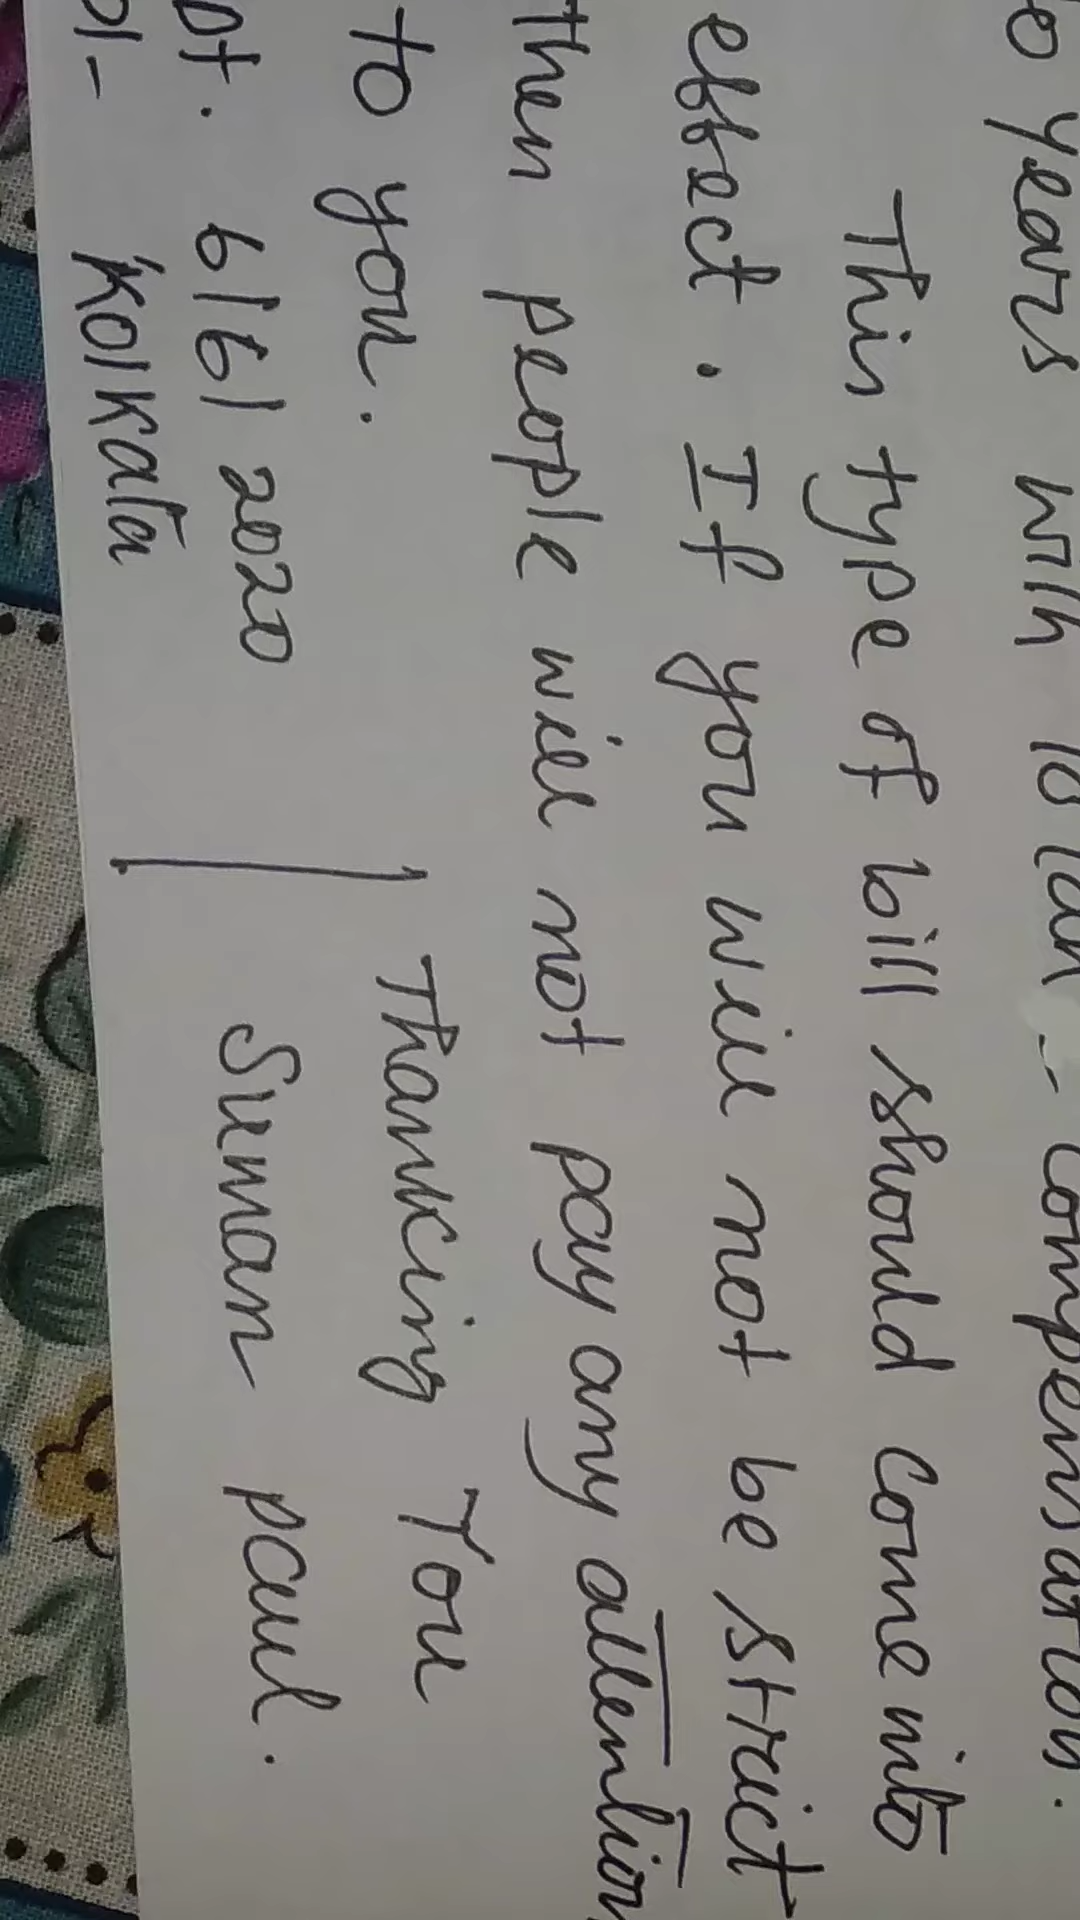 years with 10 lak - compensation.
This type of bill should come into
effect. If you will not be strict
then people will not pay any attention
to you.
Dt. 6/6/2020
Pl- Kolkata
Thanking You
Suman paul.